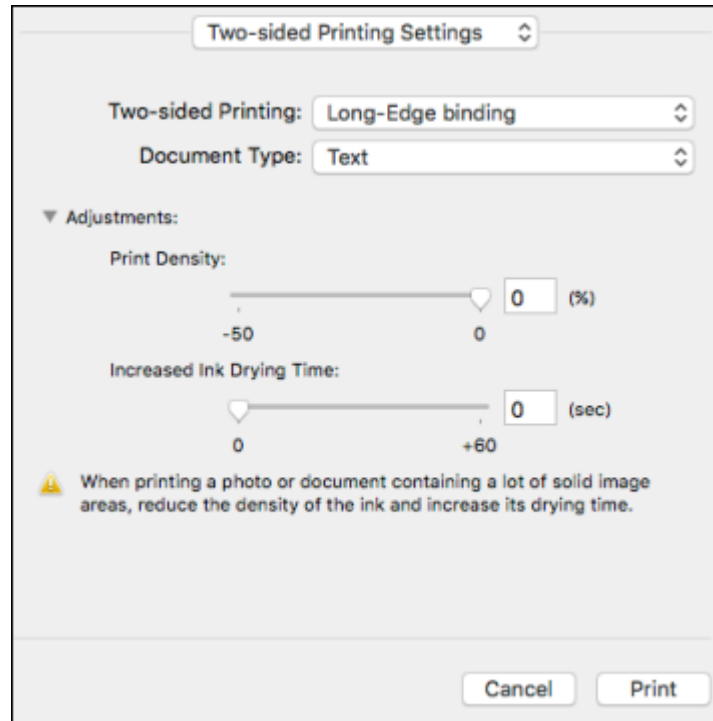 Two-sided Printing Settings
Two-sided Printing: Long-Edge binding
Document Type: Text
Adjustments:
Print Density:
0 (%)
-50 0
Increased Ink Drying Time:
0 (sec)
0 +60
When printing a photo or document containing a lot of solid image
areas, reduce the density of the ink and increase its drying time.
Cancel Print